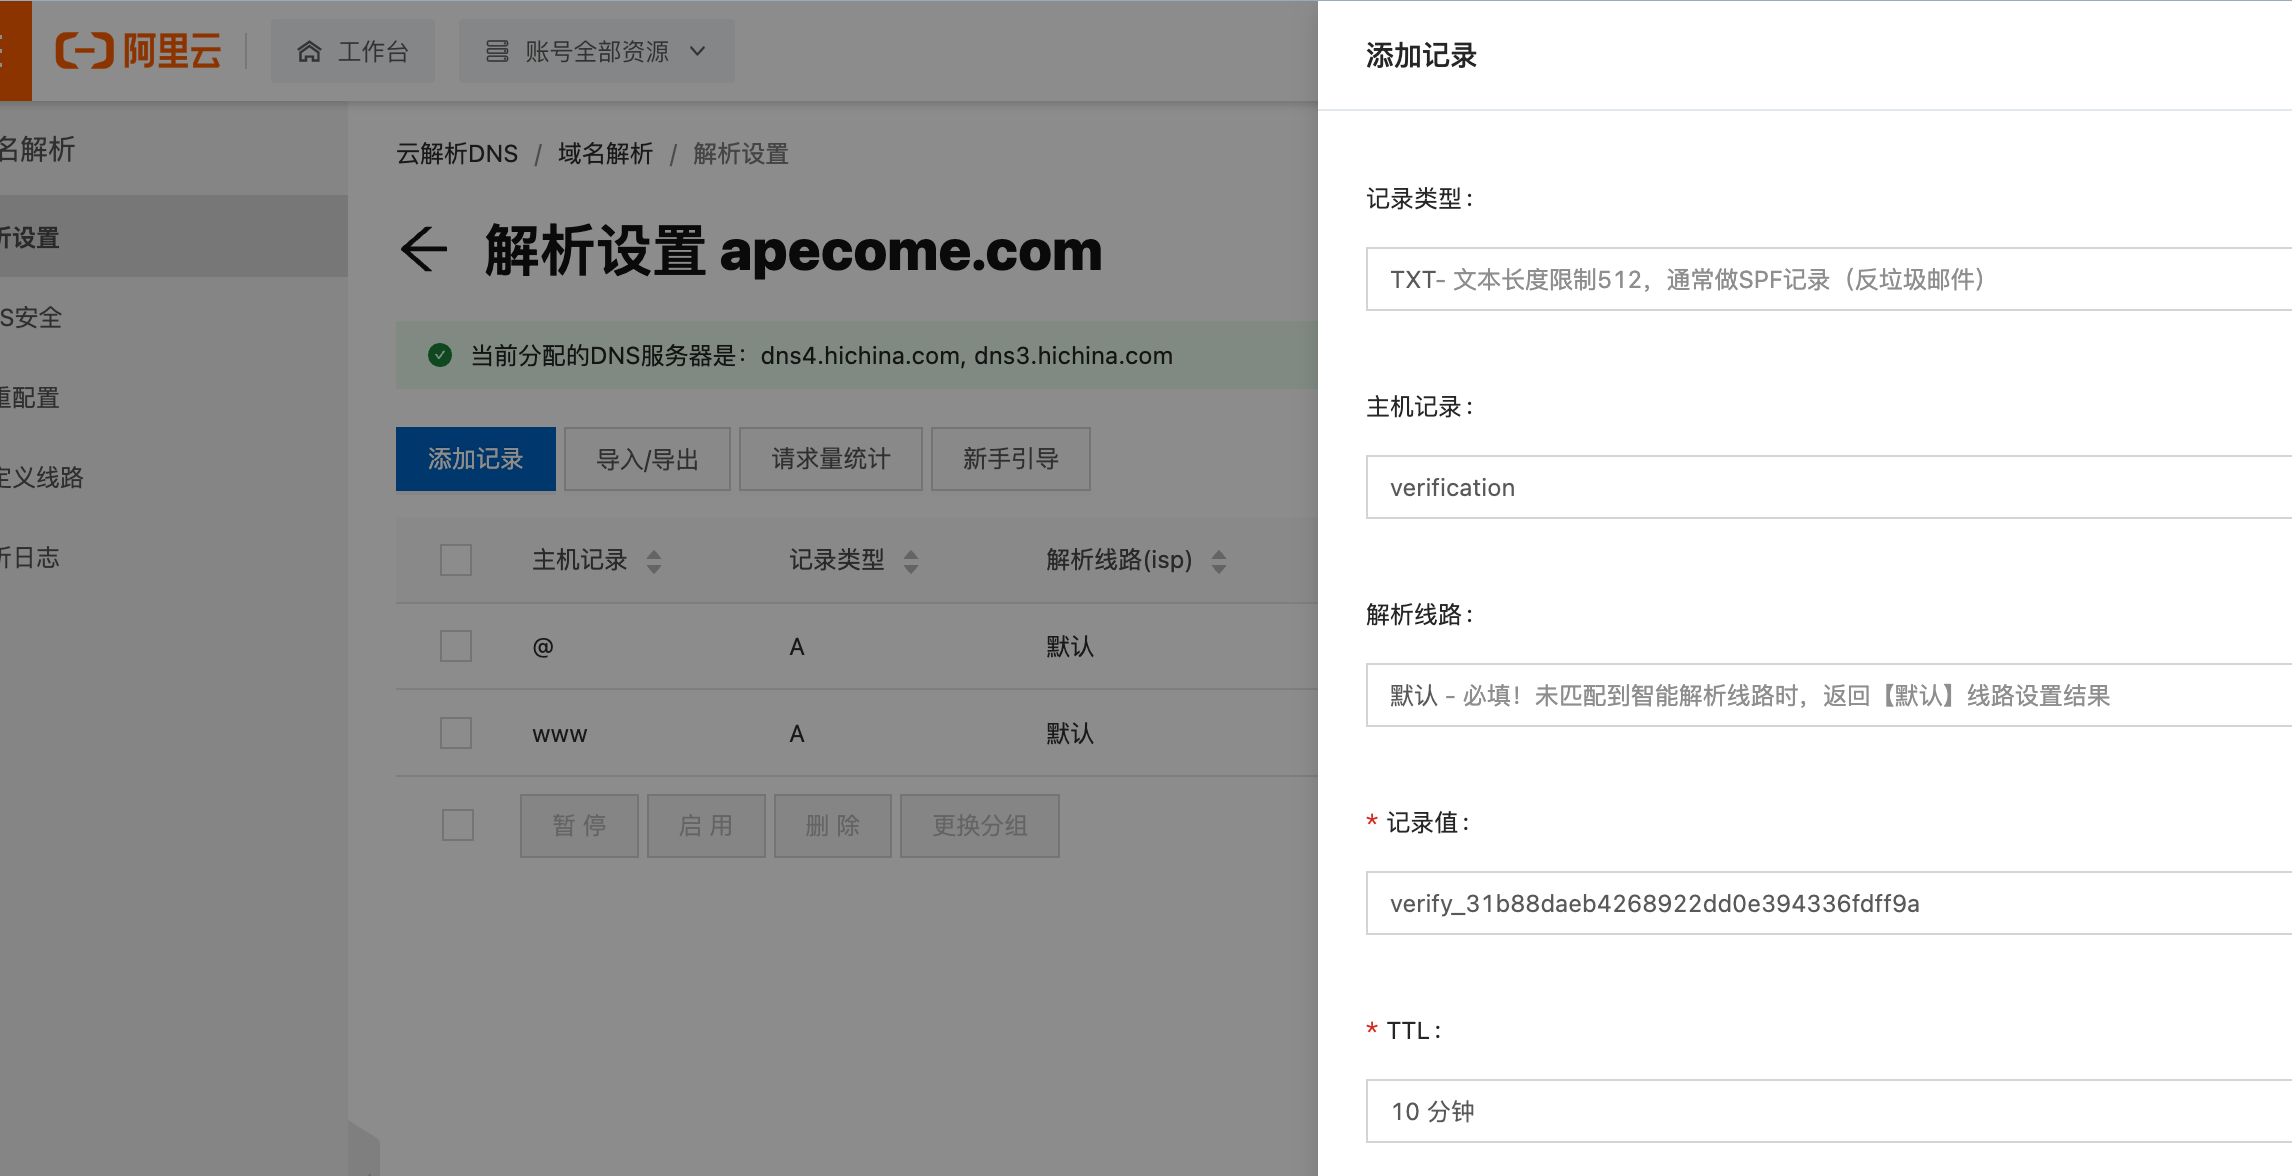 阿里云
工作台
账号全部资源
名解析
析设置
S安全
重配置
定义线路
析日志
云解析DNS / 域名解析 / 解析设置
解析设置 apecome.com
当前分配的DNS服务器是：dns4.hichina.com, dns3.hichina.com
添加记录 导入/导出 请求量统计 新手引导
主机记录 记录类型 解析线路(isp)
@ A 默认
www A 默认
暂 停 启 用 删 除 更换分组
添加记录
记录类型：
TXT- 文本长度限制512，通常做SPF记录（反垃圾邮件）
主机记录：
verification
解析线路：
默认 - 必填！未匹配到智能解析线路时，返回【默认】线路设置结果
* 记录值：
verify_31b88daeb4268922dd0e394336fdff9a
* TTL：
10 分钟